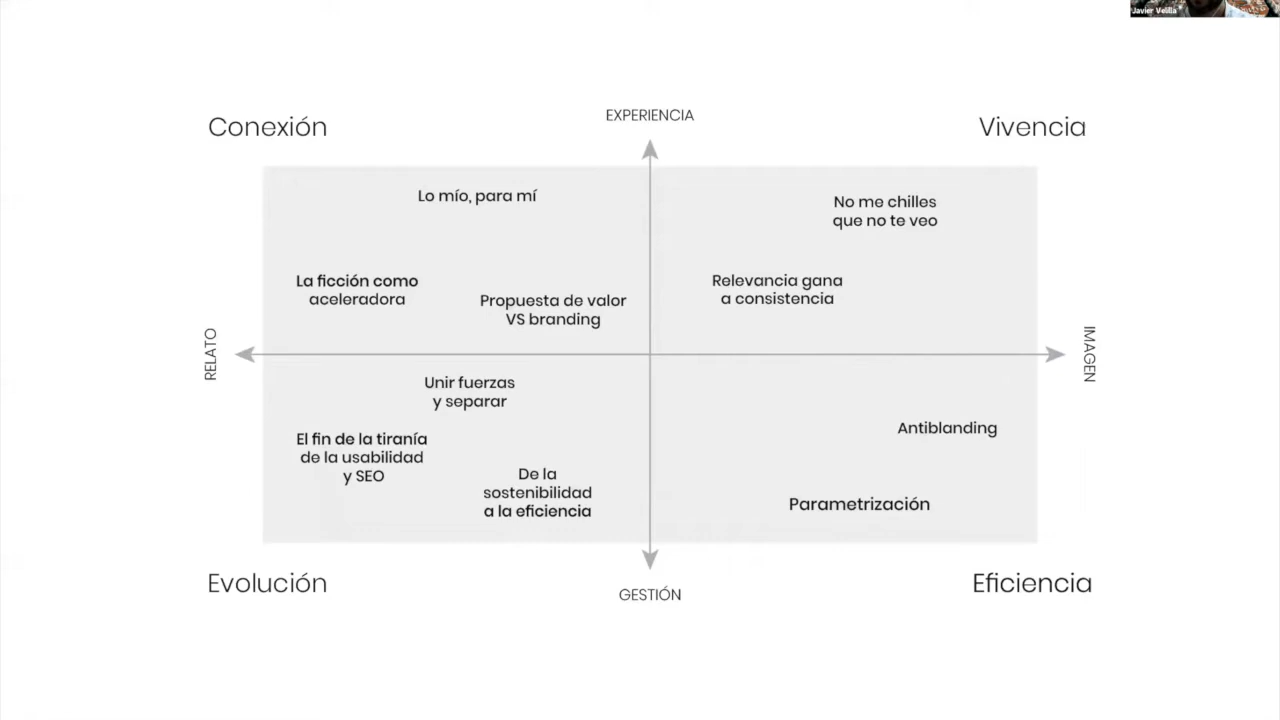 Javier Velilla
EXPERIENCIA
Conexión
Vivencia
Lo mío, para mí
No me chilles
que no te veo
La ficción como
aceleradora
Propuesta de valor
VS branding
Relevancia gana
a consistencia
RELATO
IMAGEN
Unir fuerzas
y separar
El fin de la tiranía
de la usabilidad
y SEO
De la
sostenibilidad
a la eficiencia
Antiblanding
Parametrización
Evolución
Eficiencia
GESTIÓN